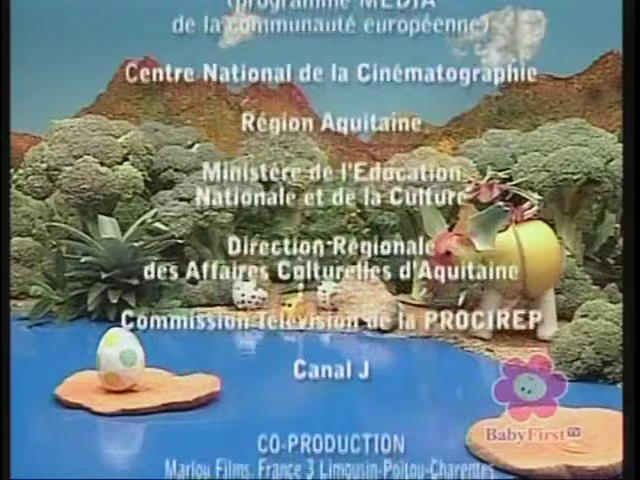 (programme MEDIA
de la communauté européenne)
Centre National de la Cinématographie
Région Aquitaine
Ministère de l'Education
Nationale et de la Culture
Direction Régionale
des Affaires Culturelles d'Aquitaine
Commission Télévision de la PROCIREP
Canal J
BabyFirst TV
CO-PRODUCTION
Marlou Films, France 3 Limousin-Poitou-Charentes